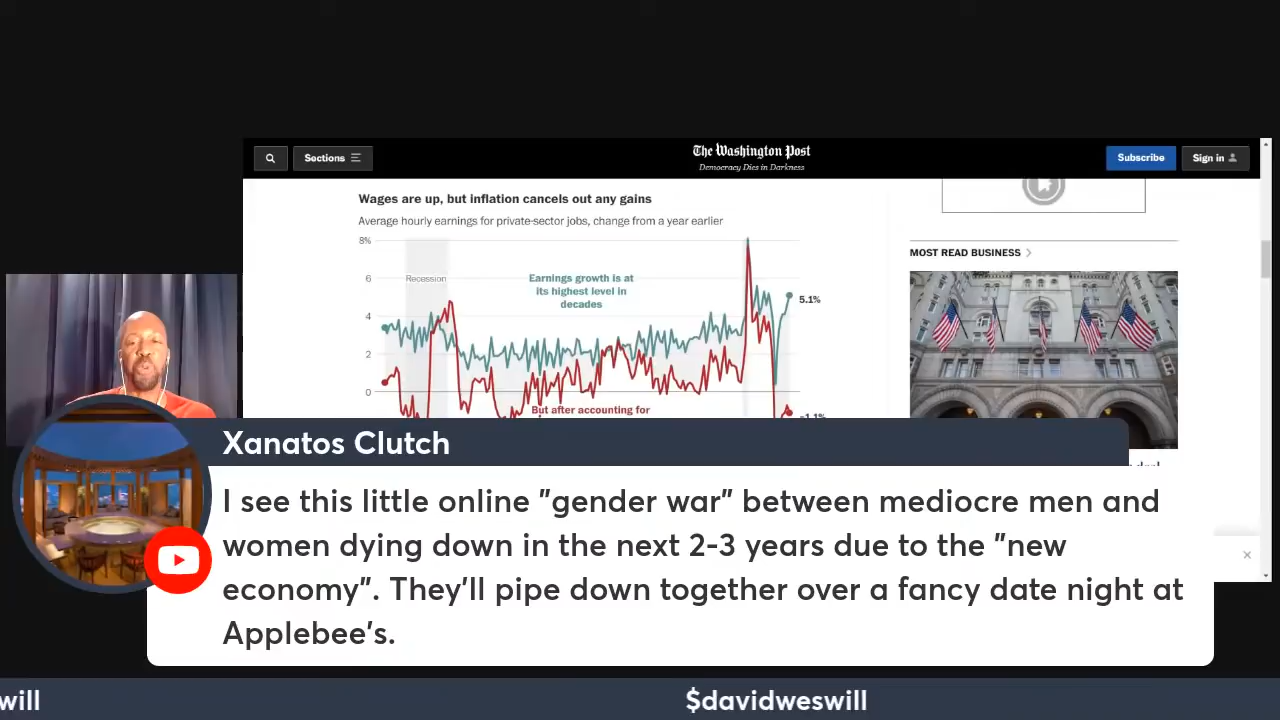 Sections
The Washington Post
Democracy Dies in Darkness
Subscribe
Sign in
Wages are up, but inflation cancels out any gains
Average hourly earnings for private-sector jobs, change from a year earlier
8%
Recession
6
Earnings growth is at
its highest level in
decades
5.1%
4
2
0
But after accounting for
-1.1%
MOST READ BUSINESS
Xanatos Clutch
I see this little online "gender war" between mediocre men and
women dying down in the next 2-3 years due to the "new
economy". They'll pipe down together over a fancy date night at
Applebee's.
will
$davidweswill